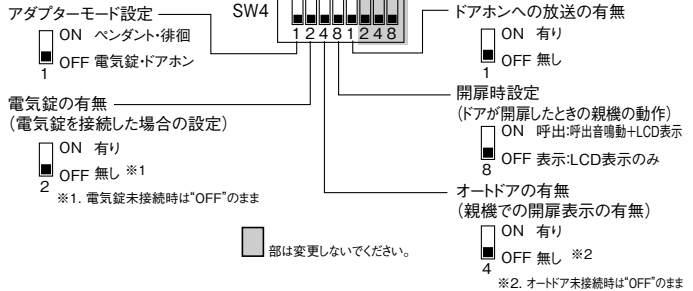 アダプターモード設定
ON ペンダント・徘徊
OFF 電気錠・ドアホン
1
電気錠の有無
(電気錠を接続した場合の設定)
ON 有り
OFF 無し ※1
2
※1. 電気錠未接続時は“OFF”のまま
SW4
12481248
部は変更しないでください。
ドアホンへの放送の有無
ON 有り
OFF 無し
1
開扉時設定
(ドアが開扉したときの親機の動作)
ON 呼出:呼出音鳴動+LCD表示
OFF 表示:LCD表示のみ
8
オートドアの有無
(親機での開扉表示の有無)
ON 有り
OFF 無し ※2
4
※2. オートドア未接続時は“OFF”のまま